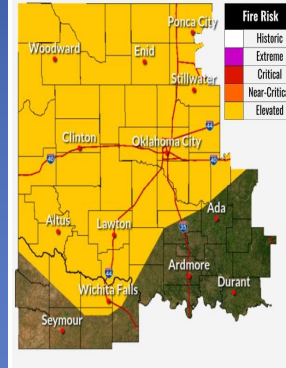 Fire Risk
Historic
Extreme
Critical
Near-Critica
Elevated
Ponca City
Woodward
Enid
Stillwater
Clinton
Oklahoma City
Altus
Lawton
Ada
Ardmore
Wichita Falls
Durant
Seymour